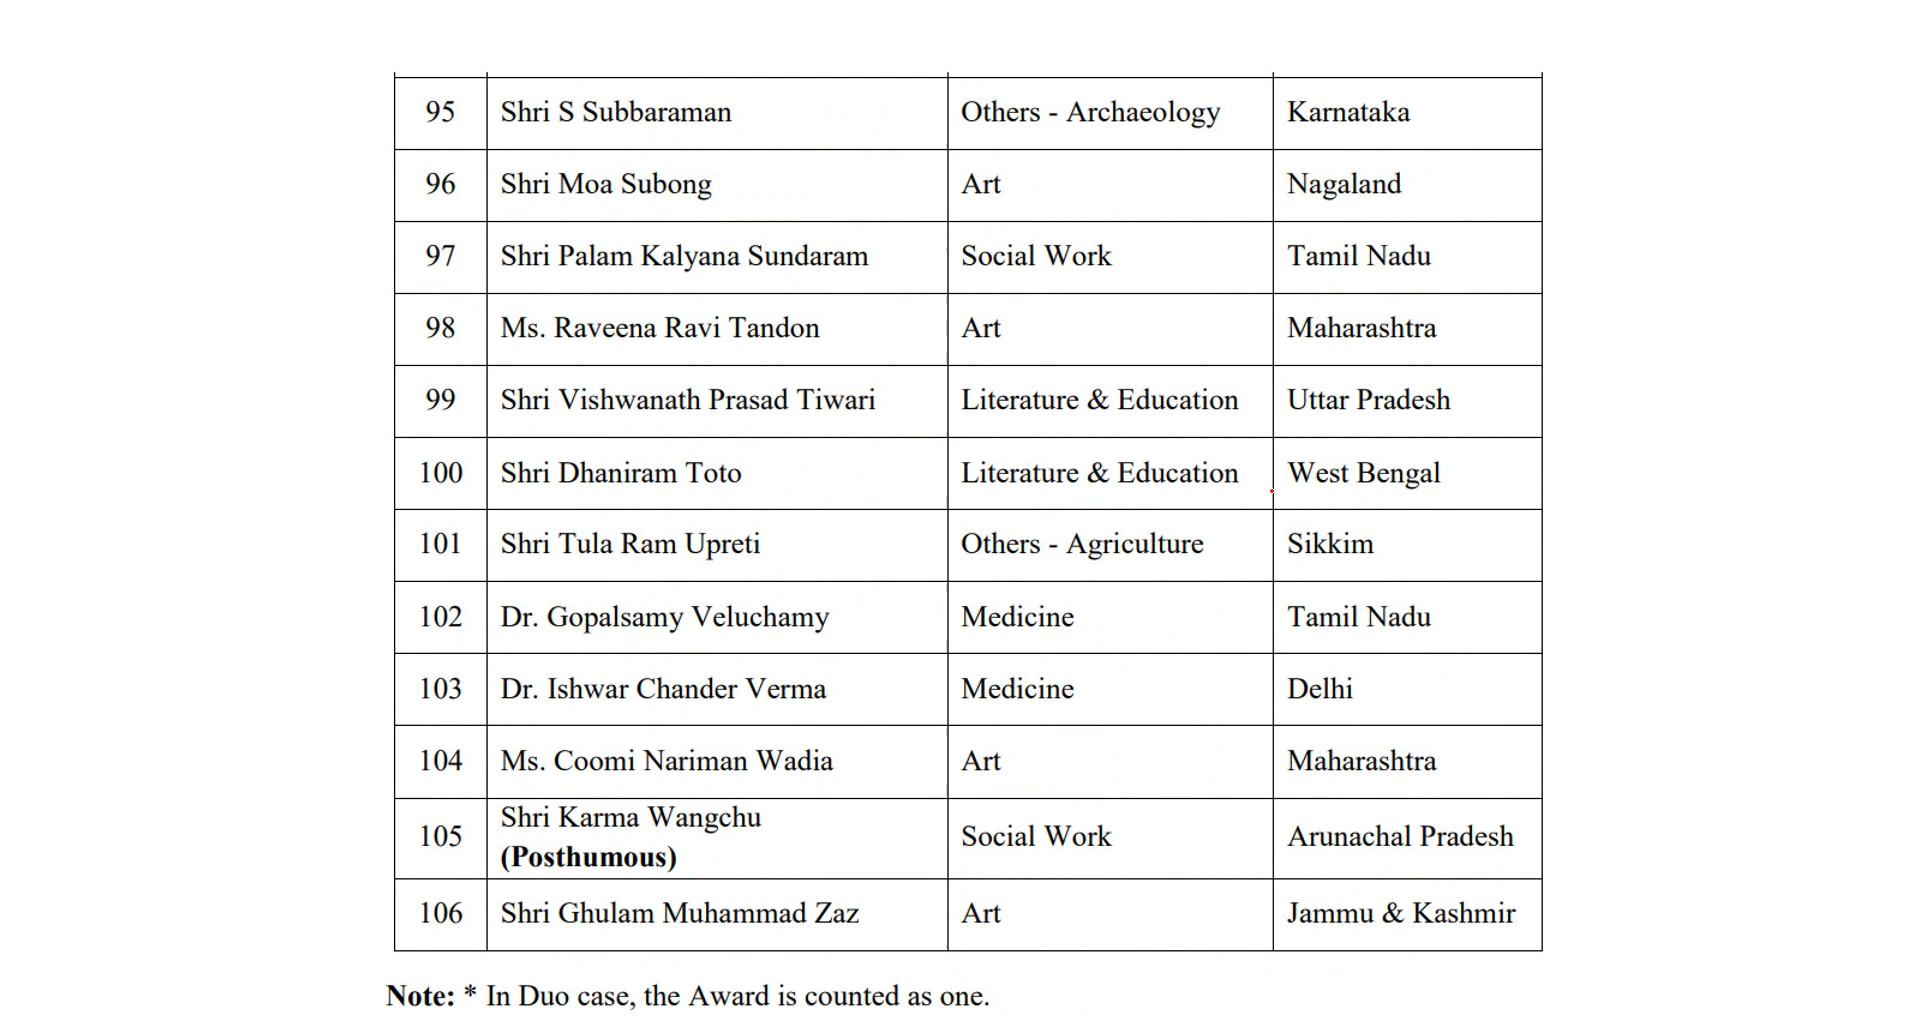 95 Shri S Subbaraman Others - Archaeology Karnataka
96 Shri Moa Subong Art Nagaland
97 Shri Palam Kalyana Sundaram Social Work Tamil Nadu
98 Ms. Raveena Ravi Tandon Art Maharashtra
99 Shri Vishwanath Prasad Tiwari Literature & Education Uttar Pradesh
100 Shri Dhaniram Toto Literature & Education West Bengal
101 Shri Tula Ram Upreti Others - Agriculture Sikkim
102 Dr. Gopalsamy Veluchamy Medicine Tamil Nadu
103 Dr. Ishwar Chander Verma Medicine Delhi
104 Ms. Coomi Nariman Wadia Art Maharashtra
105 Shri Karma Wangchu
(Posthumous) Social Work Arunachal Pradesh
106 Shri Ghulam Muhammad Zaz Art Jammu & Kashmir
Note: * In Duo case, the Award is counted as one.